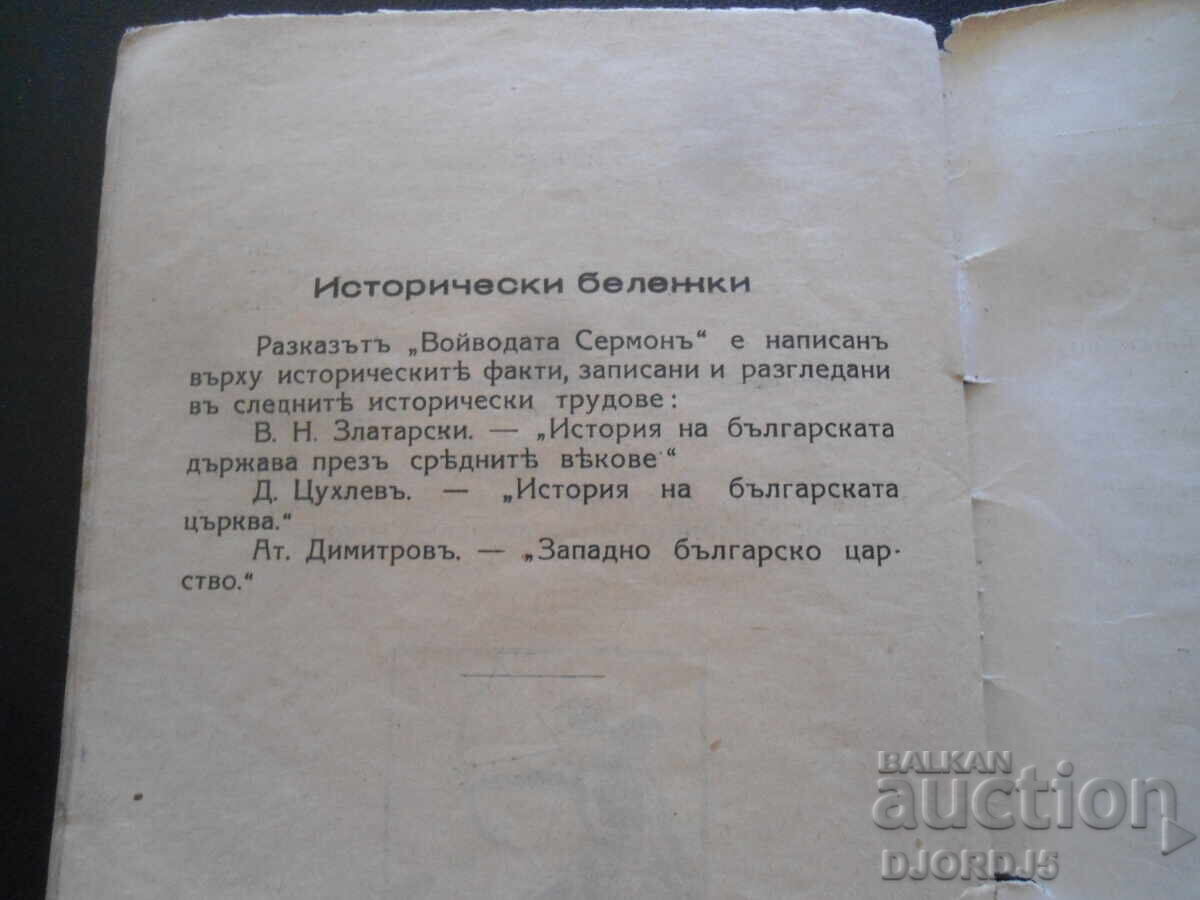 Исторически бележки
Разказътъ „Войводата Сермонъ“ е написанъ
върху историческитѣ факти, записани и разгледани
въ следнитѣ исторически трудове:
В. Н. Златарски. — „История на българската
държава презъ срѣднитѣ вѣкове“
Д. Цухлевъ. — „История на българската
църква.“
Ат. Димитровъ. — „Западно българско цар-
ство.“
BALKAN
auction
DJORDJ5